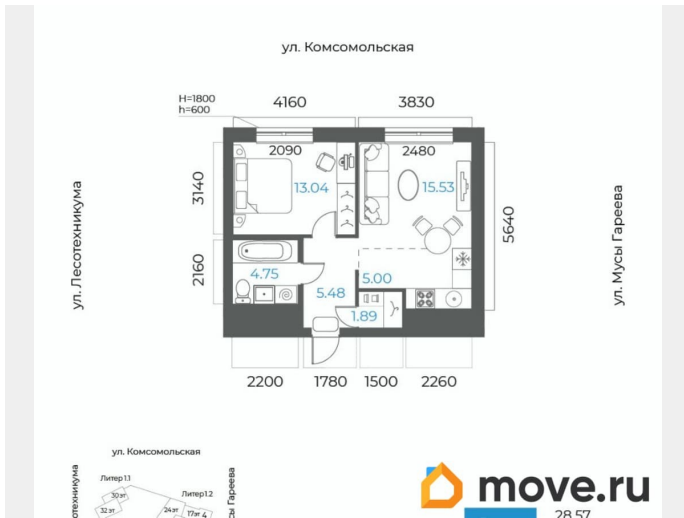 ул. Комсомольская
H=1800
h=600
4160
3830
2090
2480
13.04
15.53
3140
5640
ул. Лесотехникума
ул. Мусы Гареева
2160
4.75
5.48
5.00
1.89
2200
1780
1500
2260
ул. Комсомольская
Литер 1.1
Литер 1.2
30 эт
32 эт
24 эт
17 эт
4
move.ru
28.57